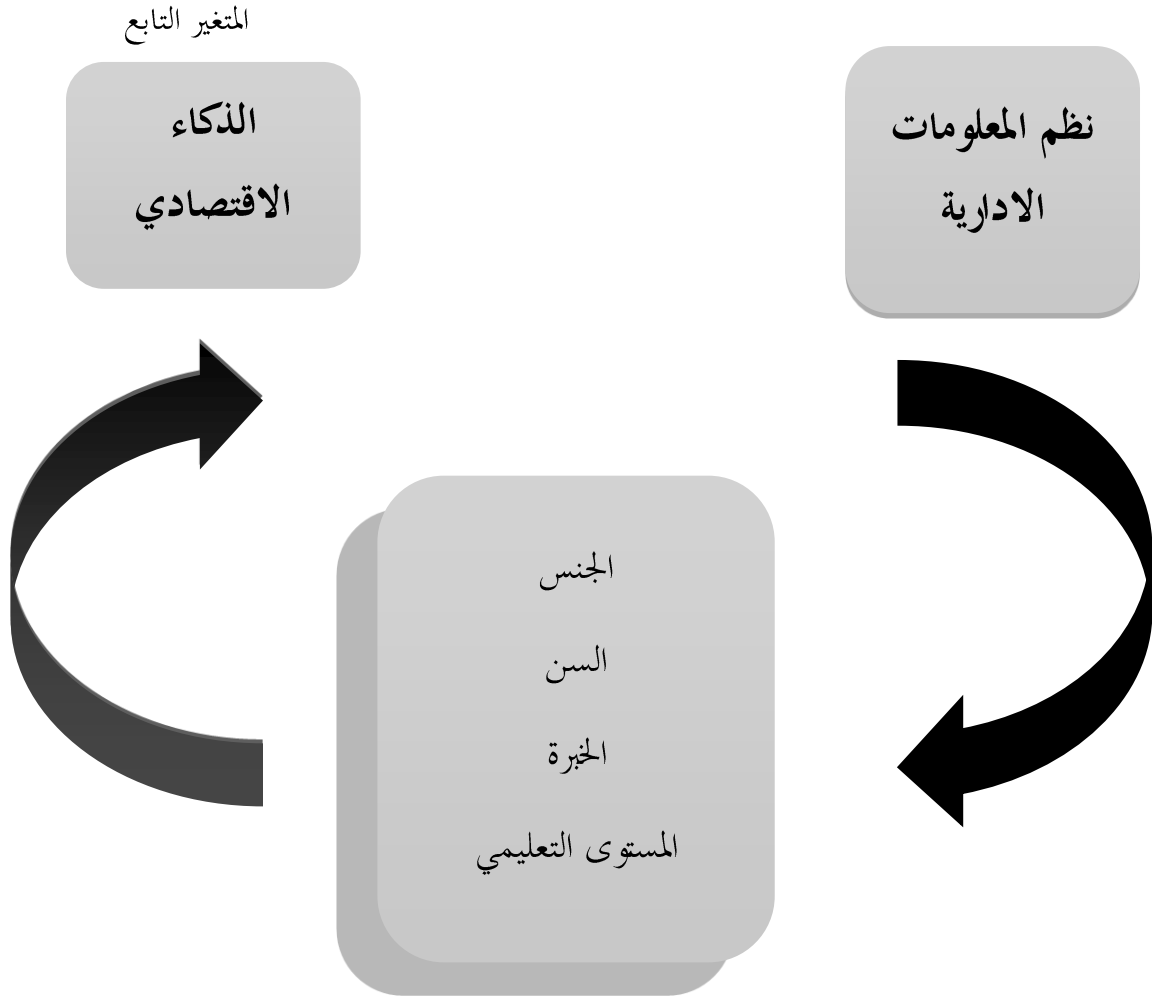 المتغير التابع
نظم المعلومات
الادارية
الذكاء
الاقتصادي
الجنس
السن
الخبرة
المستوى التعليمي